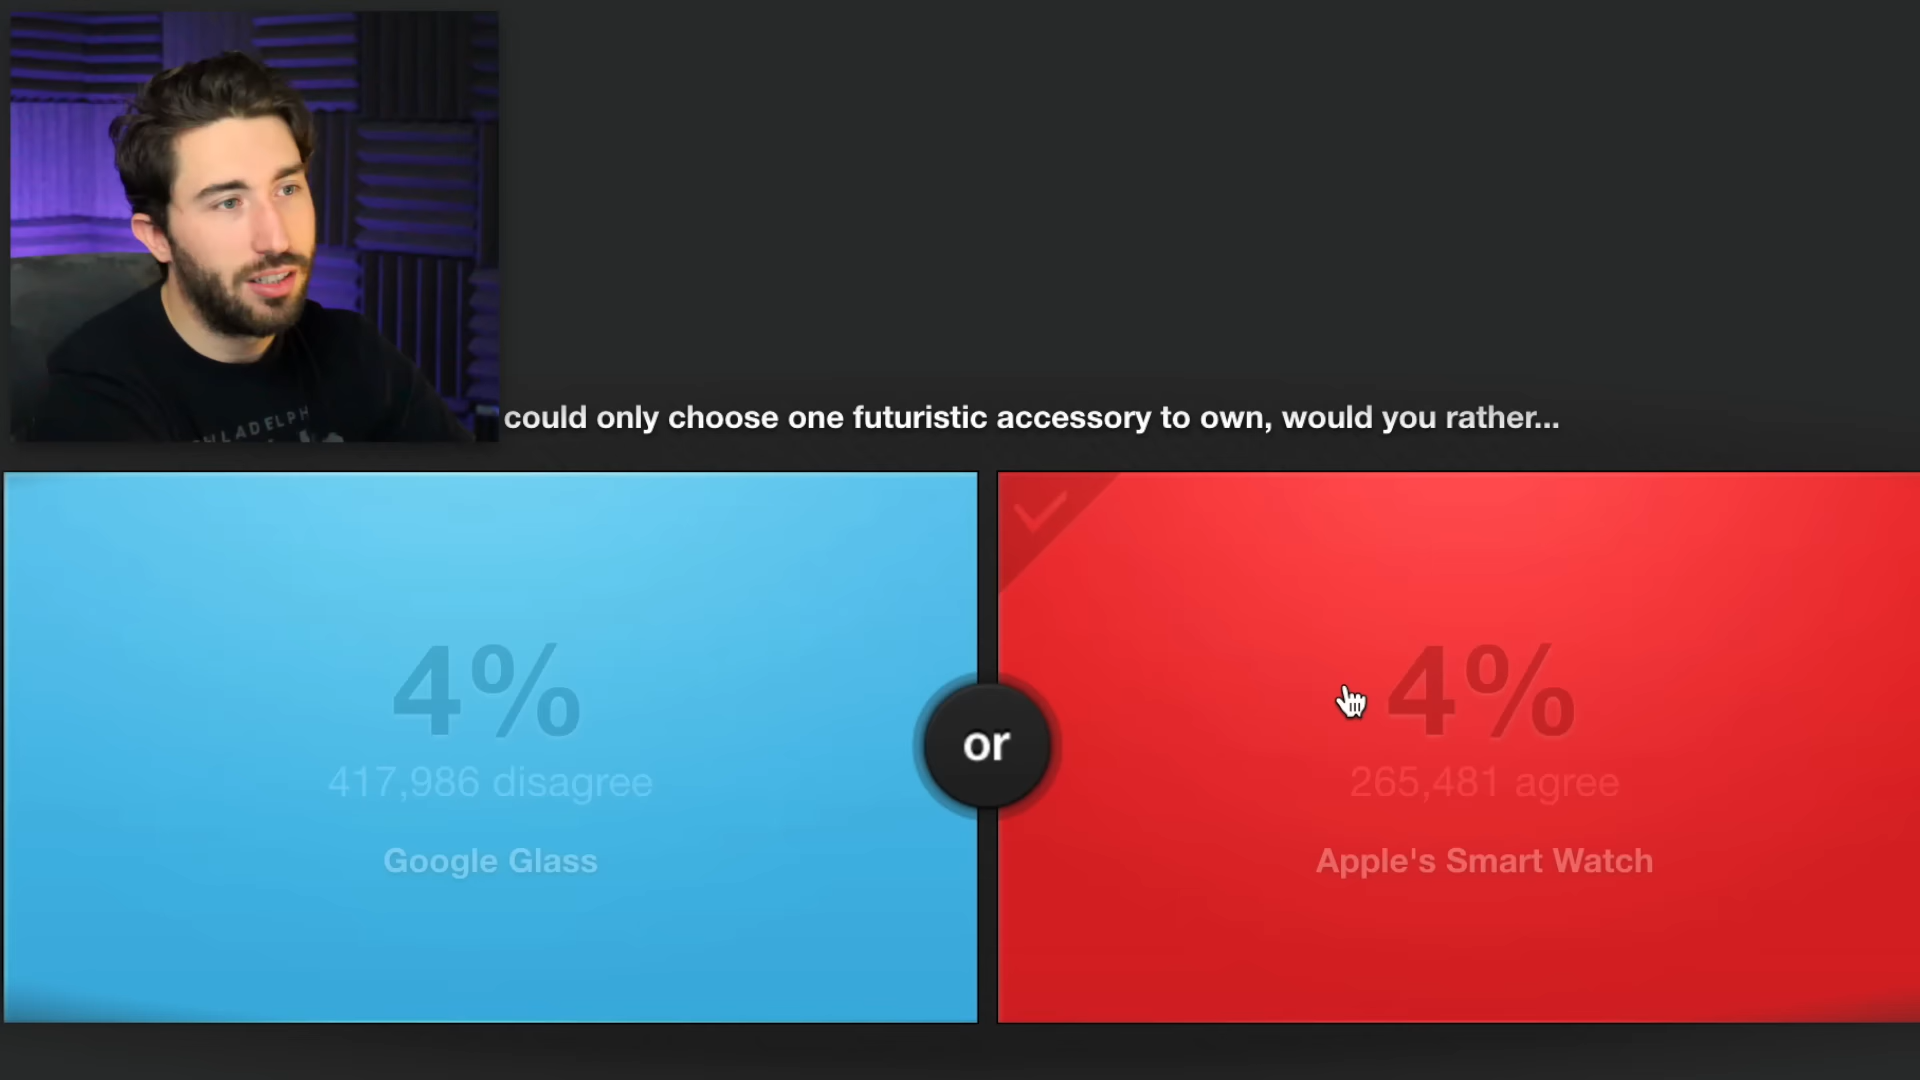 HLADELPH
could only choose one futuristic accessory to own, would you rather...
4%
417,986 disagree
Google Glass
or
4%
265,481 agree
Apple's Smart Watch